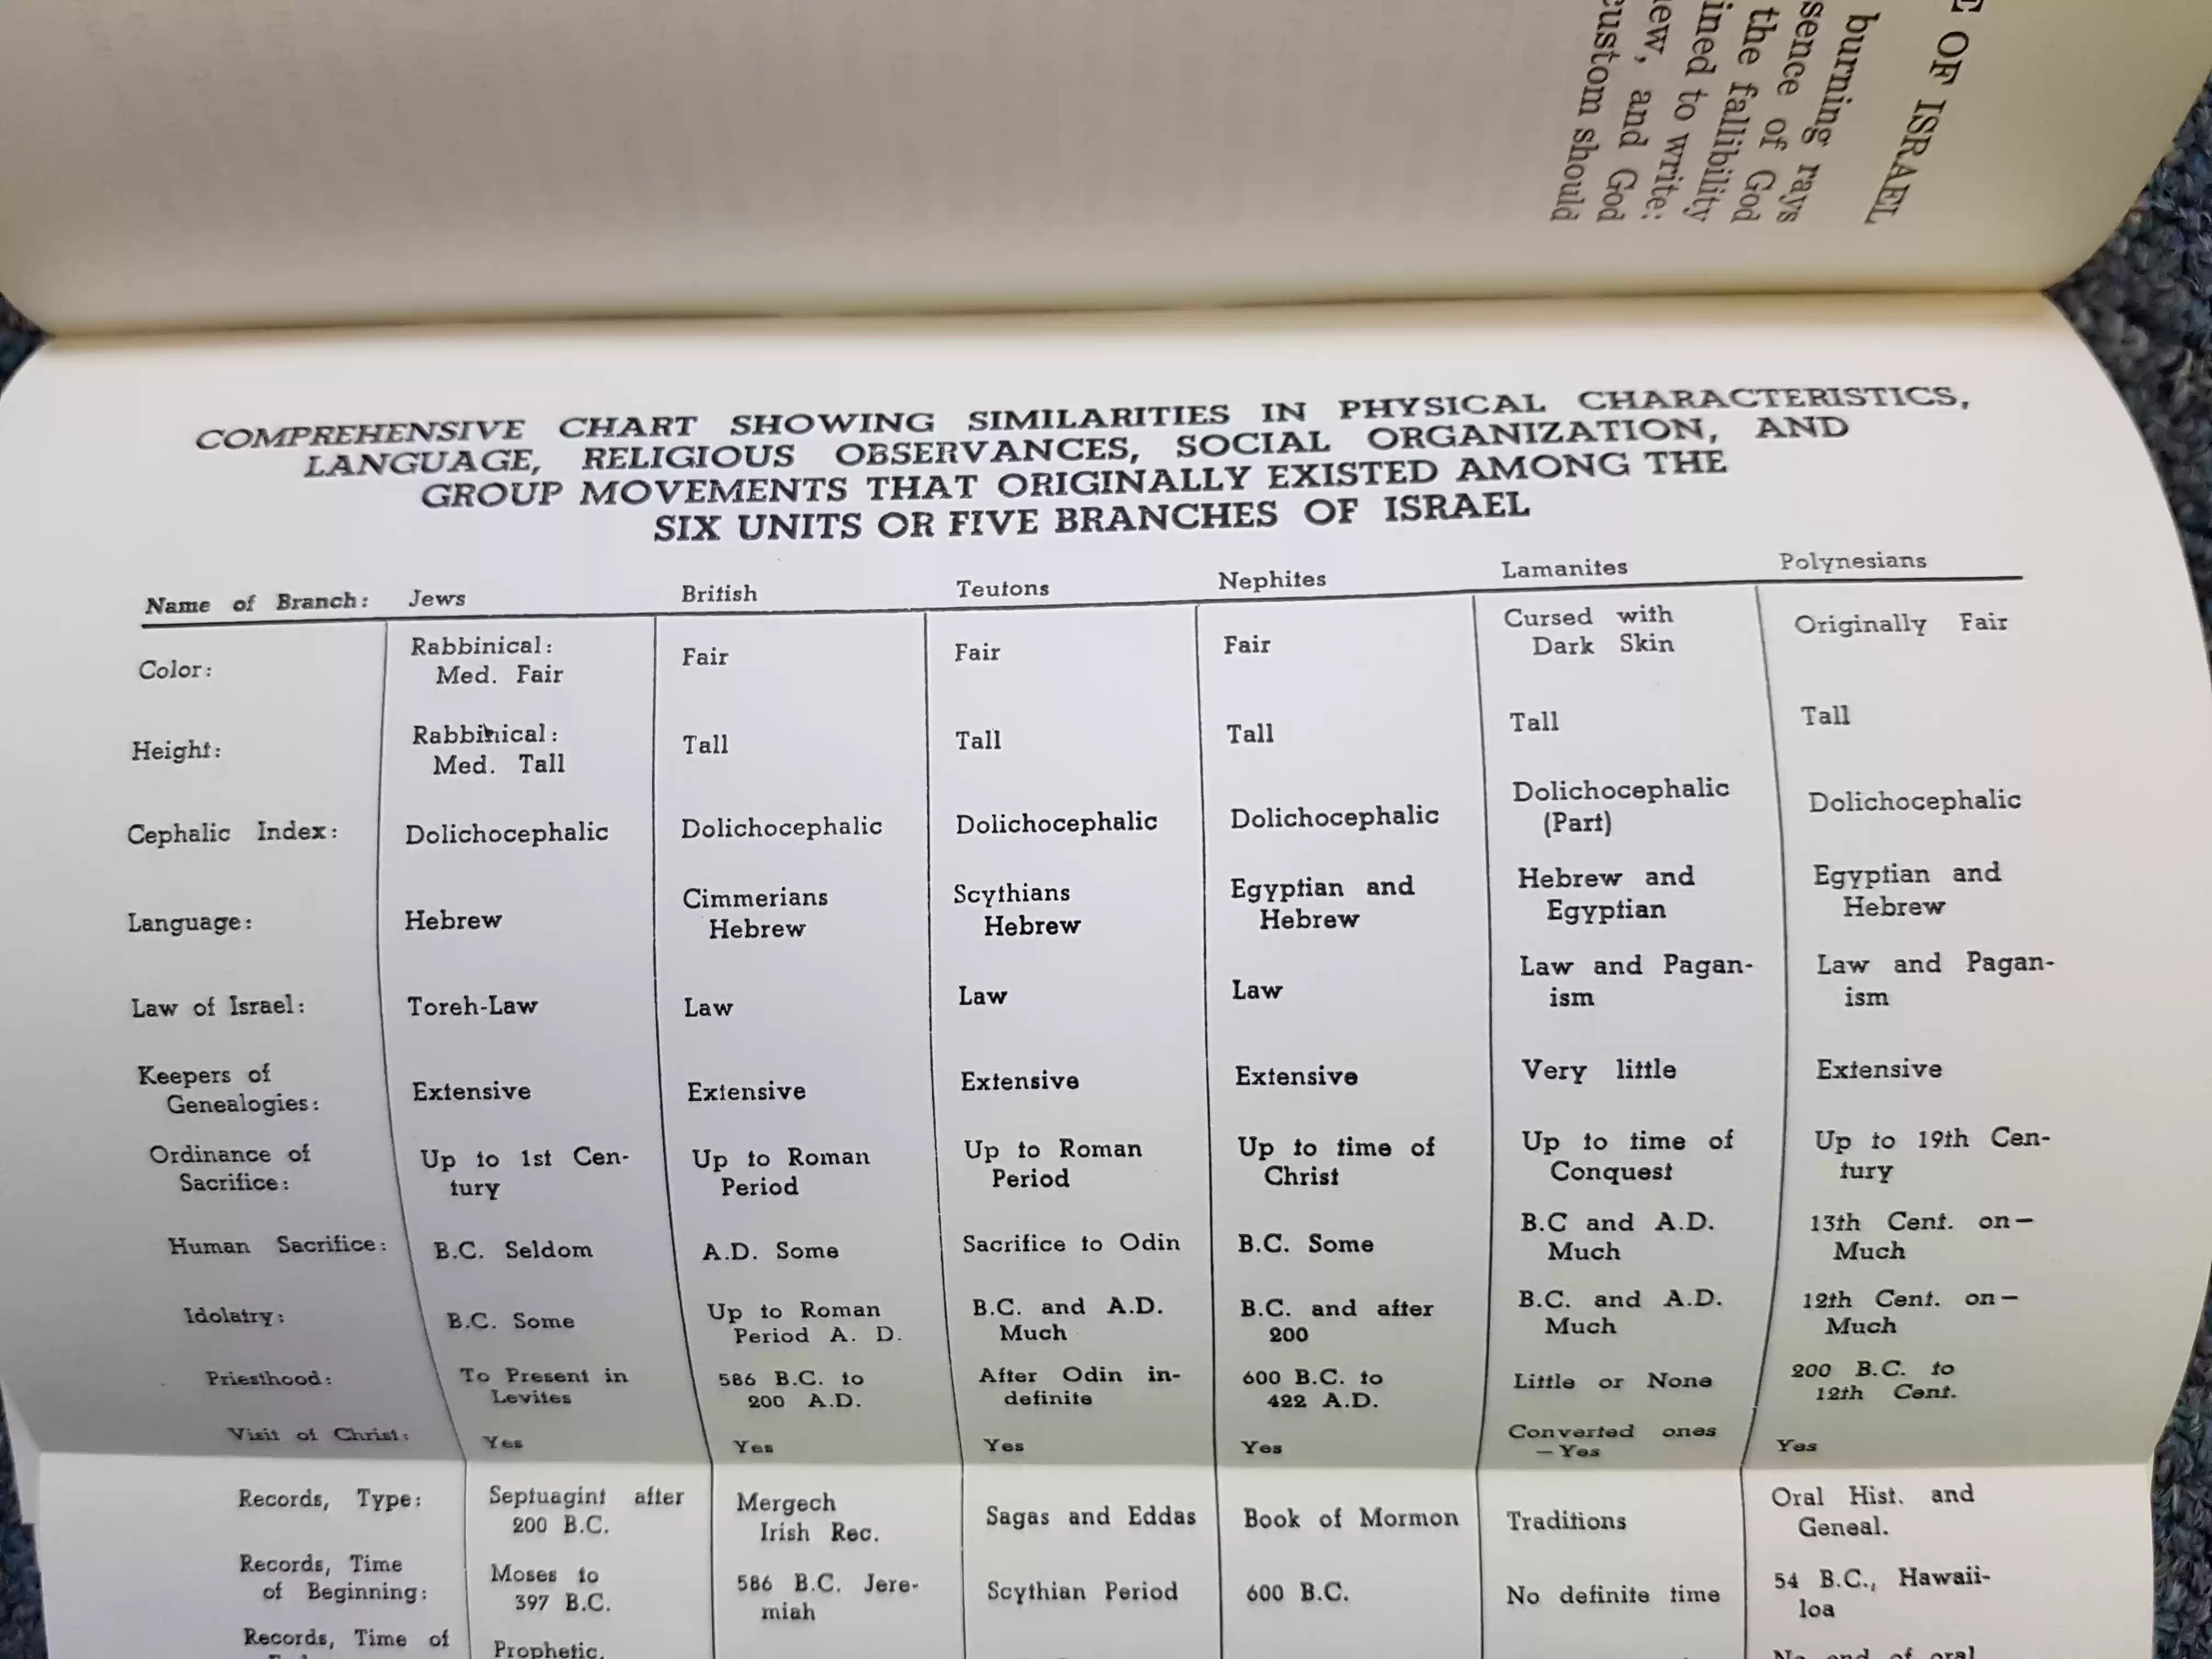 E OF ISRAEL
burning rays
sence of God
the fallibility
ined to write:
ew, and God
custom should
COMPREHENSIVE CHART SHOWING SIMILARITIES IN PHYSICAL CHARACTERISTICS,
LANGUAGE, RELIGIOUS OBSERVANCES, SOCIAL ORGANIZATION, AND
GROUP MOVEMENTS THAT ORIGINALLY EXISTED AMONG THE
SIX UNITS OR FIVE BRANCHES OF ISRAEL
Name of Branch: Jews British Teutons Nephites Lamanites Polynesians
Color: Rabbinical: Fair Fair Fair Cursed with Originally Fair
Med. Fair Dark Skin
Height: Rabbinical: Tall Tall Tall Tall Tall
Med. Tall
Cephalic Index: Dolichocephalic Dolichocephalic Dolichocephalic Dolichocephalic Dolichocephalic Dolichocephalic
(Part)
Language: Hebrew Cimmerians Scythians Egyptian and Hebrew and Egyptian and
Hebrew Hebrew Hebrew Egyptian Hebrew
Law of Israel: Toreh-Law Law Law Law Law and Pagan- Law and Pagan-
ism ism
Keepers of Extensive Extensive Extensive Extensive Very little Extensive
Genealogies:
Ordinance of Up to 1st Cen- Up to Roman Up to Roman Up to time of Up to time of Up to 19th Cen-
Sacrifice: tury Period Period Christ Conquest tury
Human Sacrifice: B.C. Seldom A.D. Some Sacrifice to Odin B.C. Some B.C and A.D. 13th Cent. on—
Much Much
Idolatry: B.C. Some Up to Roman B.C. and A.D. B.C. and after B.C. and A.D. 12th Cent. on—
Period A. D. Much 200 Much Much
Priesthood: To Present in 586 B.C. to After Odin in- 600 B.C. to Little or None 200 B.C. to
Levites 200 A.D. definite 422 A.D. 12th Cent.
Visit of Christ: Yes Yes Yes Yes Converted ones Yes
—Yes
Records, Type: Septuagint after Mergech Sagas and Eddas Book of Mormon Traditions Oral Hist. and
200 B.C. Irish Rec. Geneal.
Records, Time Moses to 586 B.C. Jere- Scythian Period 600 B.C. No definite time 54 B.C., Hawaii-
of Beginning: 397 B.C. miah loa
Records, Time of Prophetic, No end of oral